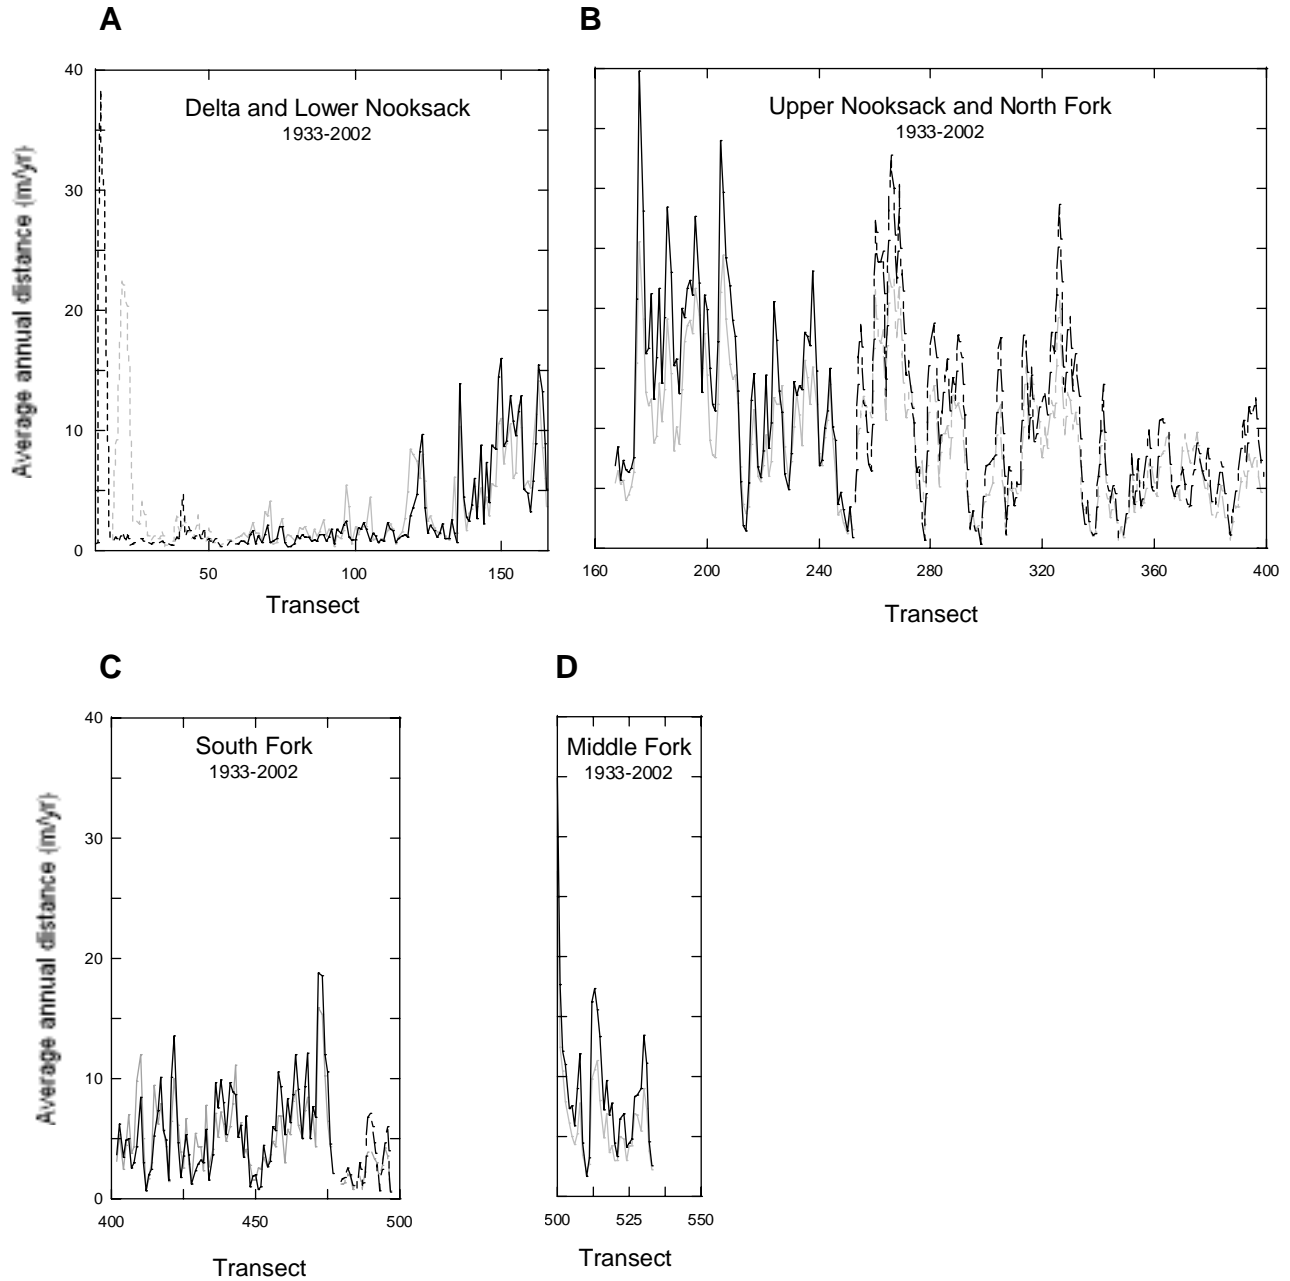 A
B
Delta and Lower Nooksack
1933-2002
Average annual distance (m/yr)
40
30
20
10
0
50
100
150
Transect
Upper Nooksack and North Fork
1933-2002
160
200
240
280
320
360
400
Transect
C
D
South Fork
1933-2002
Average annual distance (m/yr)
40
30
20
10
0
400
450
500
Transect
Middle Fork
1933-2002
500
525
550
Transect